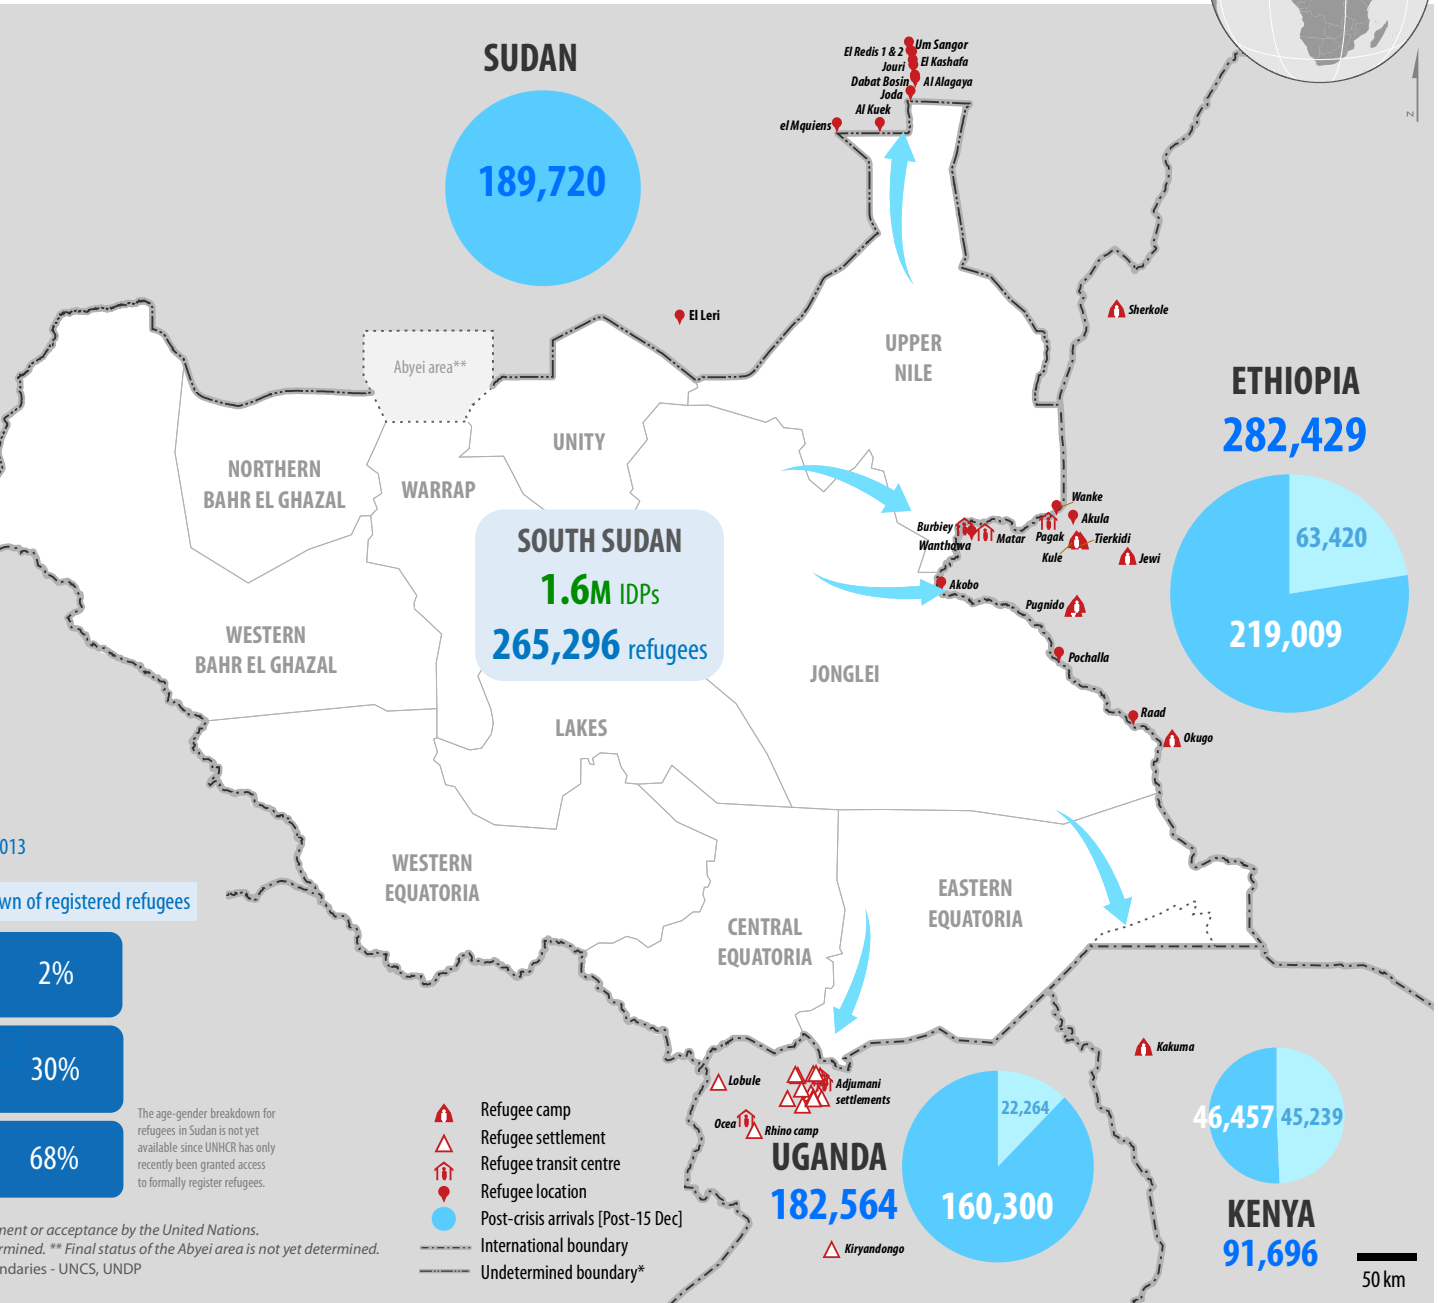 SUDAN
189,720
Um Sangor
El Redis 1 & 2
El Kashafa
Jouri
Dabat Bosin
Al Alagaya
Joda
Al Kuek
el Mquiens
N
El Leri
Sherkole
Abyei area**
UPPER
NILE
ETHIOPIA
282,429
63,420
219,009
UNITY
NORTHERN
BAHR EL GHAZAL
WARRAP
SOUTH SUDAN
1.6M IDPs
265,296 refugees
Wanke
Akula
Burbiey
Wanthowa
Matar
Pagak
Tierkidi
Kule
Jewi
Akobo
Pugnido
Pochalla
Raad
Okugo
WESTERN
BAHR EL GHAZAL
JONGLEI
LAKES
WESTERN
EQUATORIA
CENTRAL
EQUATORIA
EASTERN
EQUATORIA
013
wn of registered refugees
2%
30%
68%
The age-gender breakdown for
refugees in Sudan is not yet
available since UNHCR has only
recently been granted access
to formally register refugees.
ment or acceptance by the United Nations.
rmined. ** Final status of the Abyei area is not yet determined.
ndaries - UNCS, UNDP
Refugee camp
Refugee settlement
Refugee transit centre
Refugee location
Post-crisis arrivals [Post-15 Dec]
International boundary
Undetermined boundary*
Lobule
Adjumani
settlements
Ocea
Rhino camp
UGANDA
182,564
22,264
160,300
Kiryandongo
Kakuma
46,457
45,239
KENYA
91,696
50 km